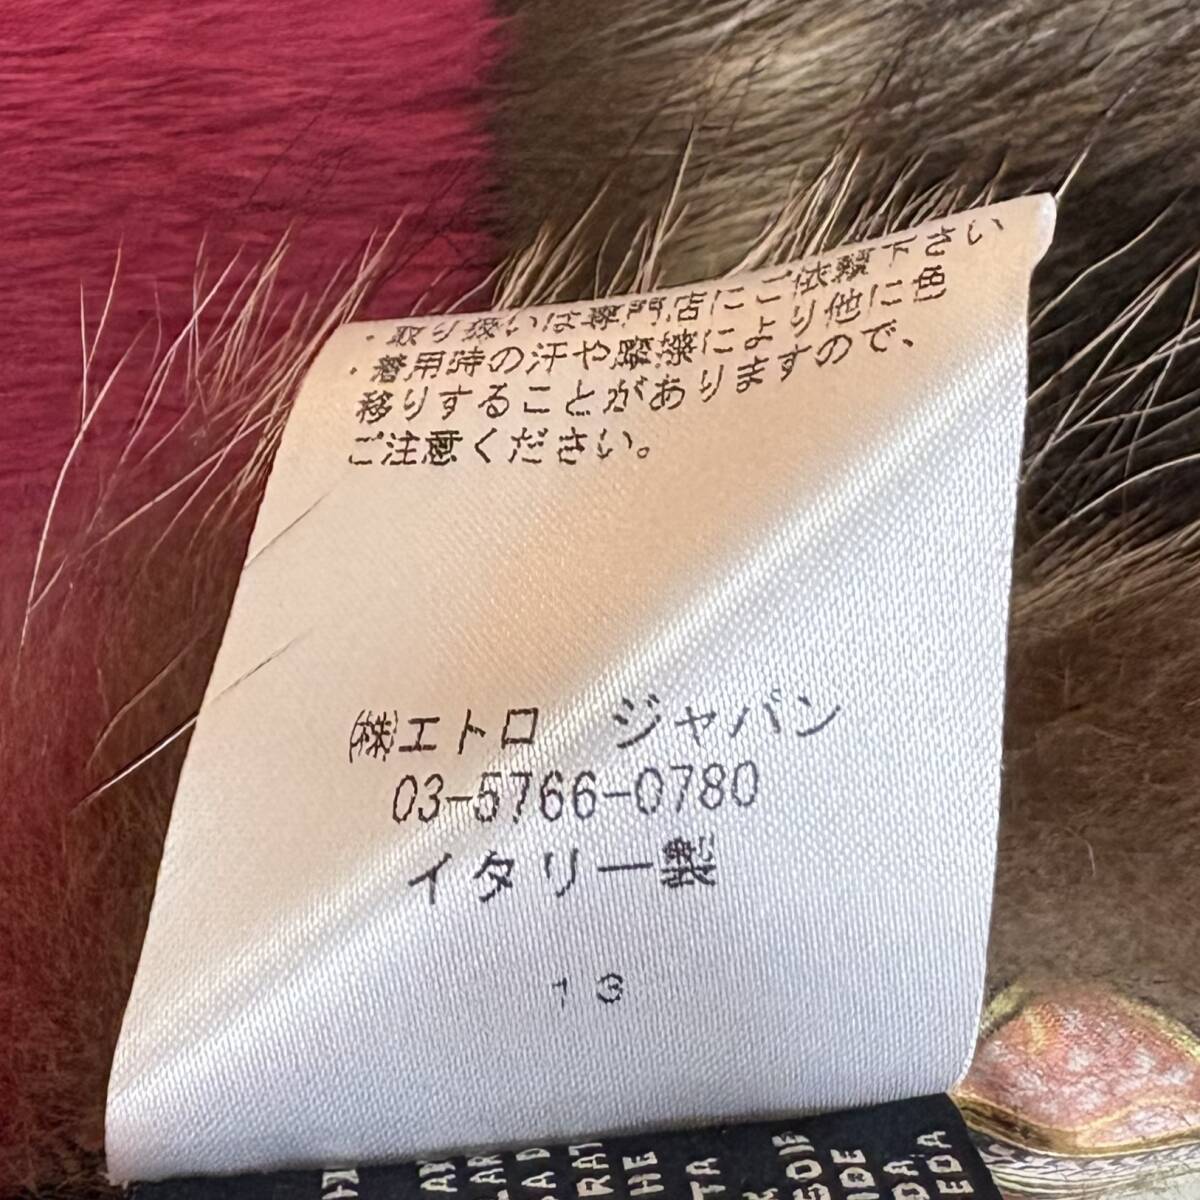 ・取り扱いは専門店にご依頼下さい
・着用時の汗や摩擦により他に色
移りすることがありますので、
ご注意ください。
㈱エトロ ジャパン
03-5766-0780
イタリー製
13